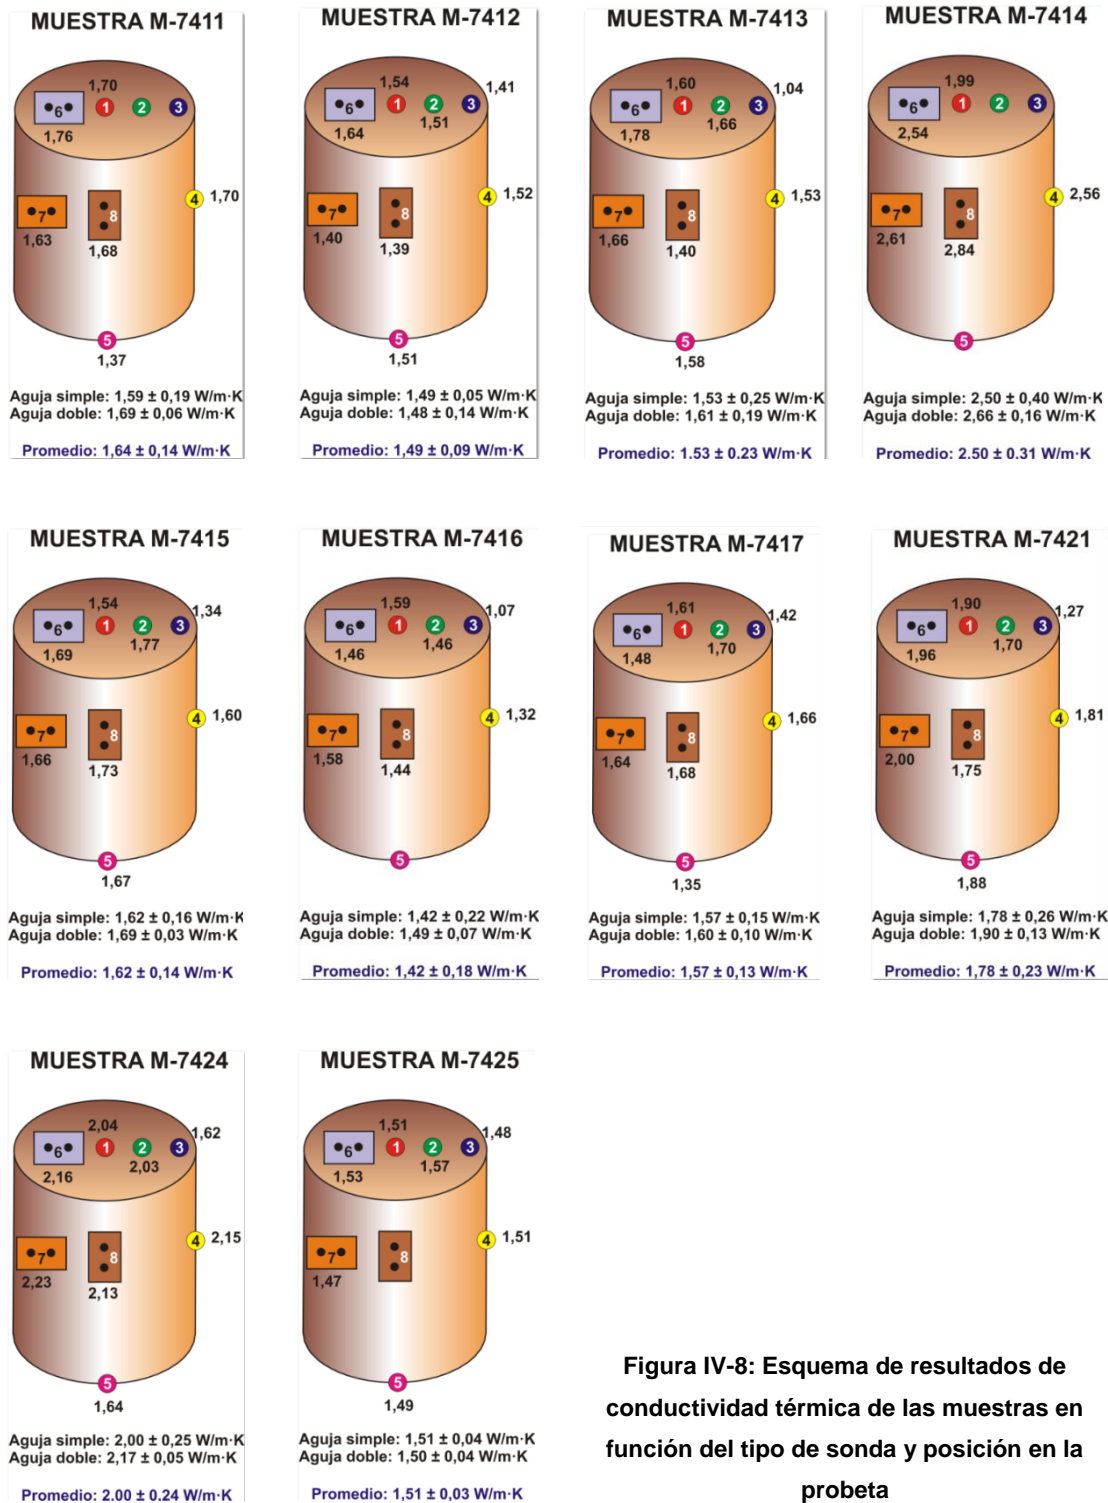 MUESTRA M-7411
1,70
6 1 2 3
1,76
4 1,70
7 8
1,63
1,68
5
1,37
Aguja simple: 1,59 ± 0,19 W/m·K
Aguja doble: 1,69 ± 0,06 W/m·K
Promedio: 1,64 ± 0,14 W/m·K
MUESTRA M-7412
1,54 1,41
6 1 2 3
1,64 1,51
4 1,52
7 8
1,40 1,39
5
1,51
Aguja simple: 1,49 ± 0,05 W/m·K
Aguja doble: 1,48 ± 0,14 W/m·K
Promedio: 1,49 ± 0,09 W/m·K
MUESTRA M-7413
1,60 1,04
6 1 2 3
1,78 1,66
4 1,53
7 8
1,66 1,40
5
1,58
Aguja simple: 1,53 ± 0,25 W/m·K
Aguja doble: 1,61 ± 0,19 W/m·K
Promedio: 1,53 ± 0,23 W/m·K
MUESTRA M-7414
1,99
6 1 2 3
2,54
4 2,56
7 8
2,61 2,84
5
Aguja simple: 2,50 ± 0,40 W/m·K
Aguja doble: 2,66 ± 0,16 W/m·K
Promedio: 2,50 ± 0,31 W/m·K
MUESTRA M-7415
1,54 1,34
6 1 2 3
1,69 1,77
4 1,60
7 8
1,66 1,73
5
1,67
Aguja simple: 1,62 ± 0,16 W/m·K
Aguja doble: 1,69 ± 0,03 W/m·K
Promedio: 1,62 ± 0,14 W/m·K
MUESTRA M-7416
1,59 1,07
6 1 2 3
1,46 1,46
4 1,32
7 8
1,58 1,44
5
Aguja simple: 1,42 ± 0,22 W/m·K
Aguja doble: 1,49 ± 0,07 W/m·K
Promedio: 1,42 ± 0,18 W/m·K
MUESTRA M-7417
1,61 1,42
6 1 2 3
1,48 1,70
4 1,66
7 8
1,64 1,68
5
1,35
Aguja simple: 1,57 ± 0,15 W/m·K
Aguja doble: 1,60 ± 0,10 W/m·K
Promedio: 1,57 ± 0,13 W/m·K
MUESTRA M-7421
1,90 1,27
6 1 2 3
1,96 1,70
4 1,81
7 8
2,00 1,75
5
1,88
Aguja simple: 1,78 ± 0,26 W/m·K
Aguja doble: 1,90 ± 0,13 W/m·K
Promedio: 1,78 ± 0,23 W/m·K
MUESTRA M-7424
2,04 1,62
6 1 2 3
2,16 2,03
4 2,15
7 8
2,23 2,13
5
1,64
Aguja simple: 2,00 ± 0,25 W/m·K
Aguja doble: 2,17 ± 0,05 W/m·K
Promedio: 2,00 ± 0,24 W/m·K
MUESTRA M-7425
1,51 1,48
6 1 2 3
1,53 1,57
4 1,51
7 8
1,47
5
1,49
Aguja simple: 1,51 ± 0,04 W/m·K
Aguja doble: 1,50 ± 0,04 W/m·K
Promedio: 1,51 ± 0,03 W/m·K
Figura IV-8: Esquema de resultados de
conductividad térmica de las muestras en
función del tipo de sonda y posición en la
probeta